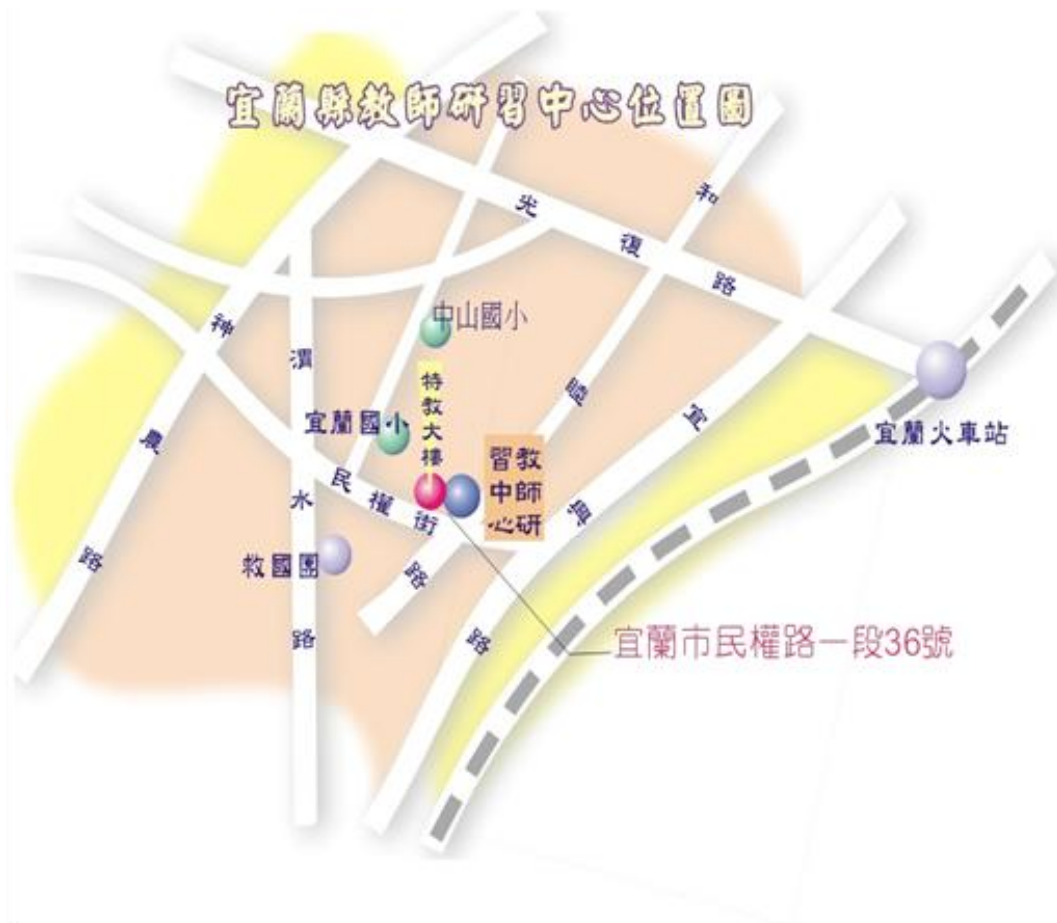 宜蘭縣教師研習中心位置圖
光復路
和睦路
中山國小
神農路
渭水路
特教大樓
宜蘭國小
宜興路
宜蘭火車站
民權街
教師研
習中心
救國團
宜蘭市民權路一段36號